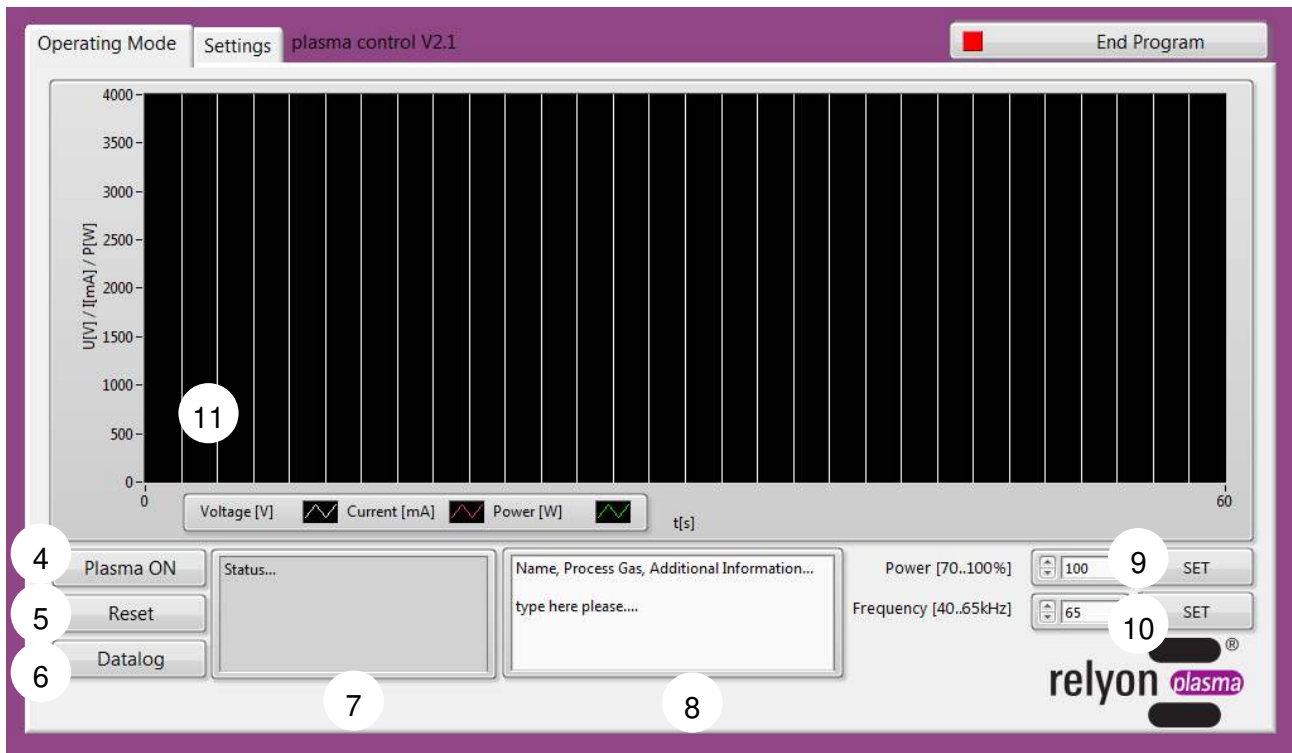 Operating Mode
Settings
plasma control V2.1
End Program
4000
3500
3000
2500
2000
1500
1000
500
0
U[V] / I[mA] / P[W]
11
0
60
Voltage [V] Current [mA] Power [W]
t[s]
4
Plasma ON
5
Reset
6
Datalog
Status...
7
Name, Process Gas, Additional Information...
type here please....
8
Power [70..100%] 100 9 SET
Frequency [40..65kHz] 65 10 SET
relyon plasma ®